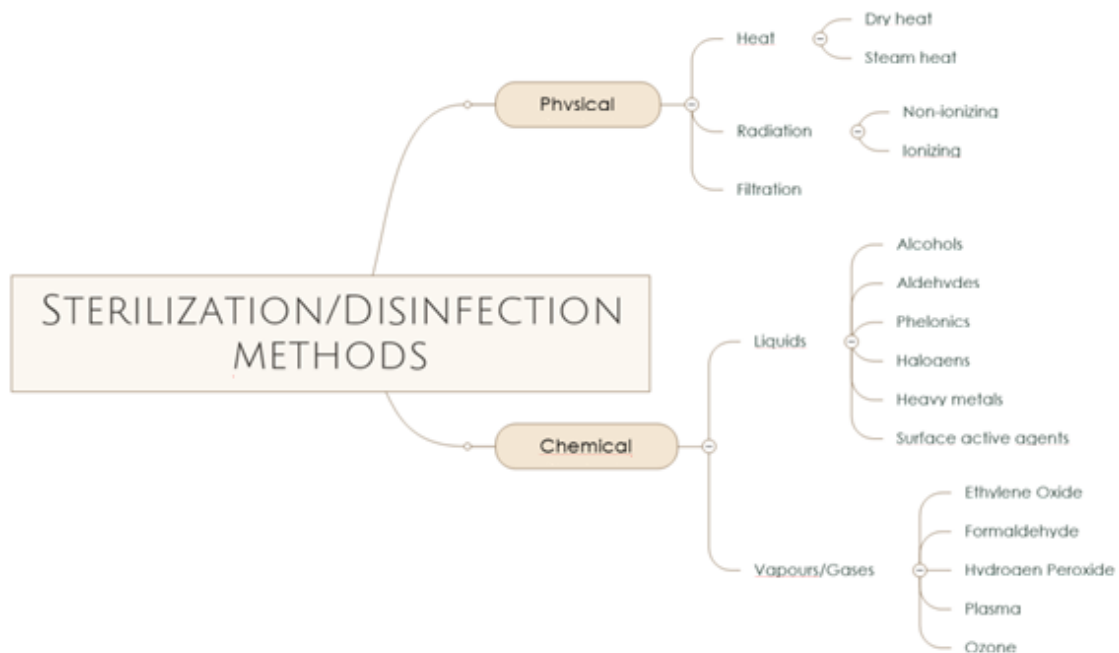 STERILIZATION/DISINFECTION
METHODS
Physical
Heat
Dry heat
Steam heat
Radiation
Non-ionizing
Ionizing
Filtration
Chemical
Liquids
Alcohols
Aldehydes
Phelonics
Halogens
Heavy metals
Surface active agents
Vapours/Gases
Ethylene Oxide
Formaldehyde
Hydrogen Peroxide
Plasma
Ozone